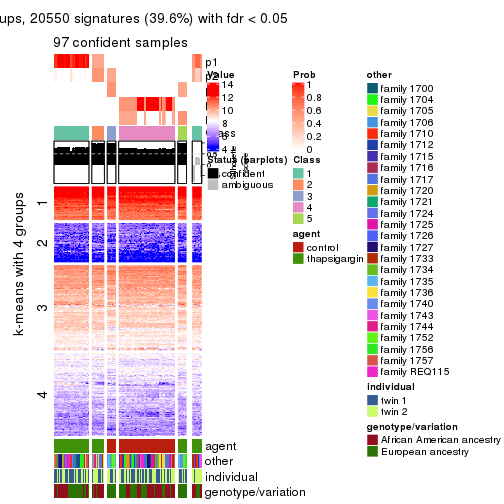 ups, 20550 signatures (39.6%) with fdr < 0.05
97 confident samples
p1
p2
Value
14
12
10
8
6
4
Prob
1
0.8
0.6
0.4
0.2
0
Status (barplots)
confident
ambiguous
Class
1
2
3
4
5
agent
control
thapsigargin
other
family 1700
family 1704
family 1705
family 1706
family 1710
family 1712
family 1715
family 1716
family 1717
family 1720
family 1721
family 1724
family 1725
family 1726
family 1727
family 1733
family 1734
family 1735
family 1736
family 1740
family 1743
family 1744
family 1752
family 1756
family 1757
family REQ115
individual
twin 1
twin 2
genotype/variation
African American ancestry
European ancestry
k-means with 4 groups
1
2
3
4
agent
other
individual
genotype/variation